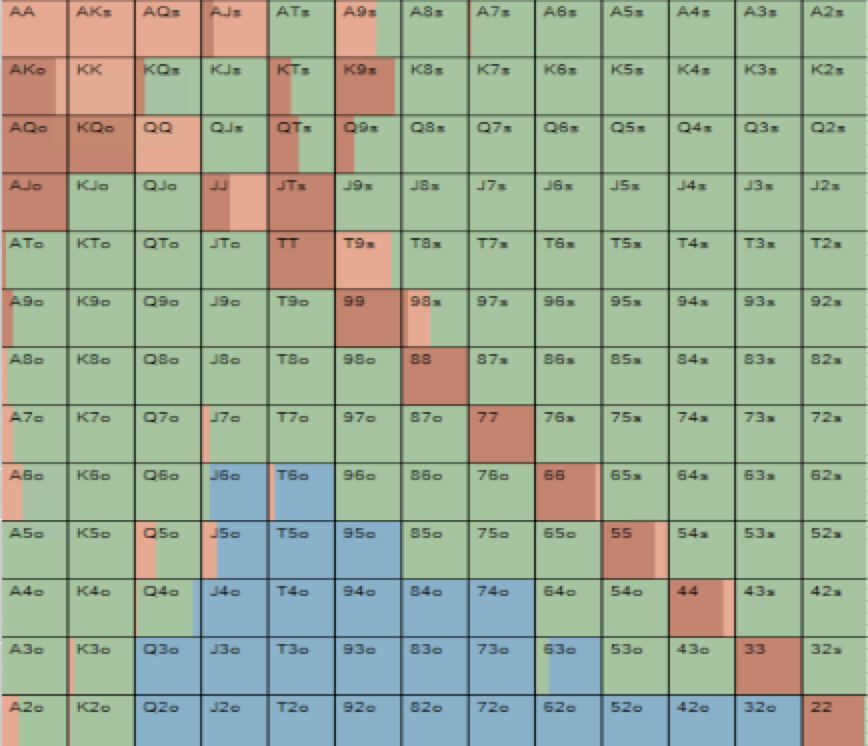 AA AKs AQs AJs ATs A9s A8s A7s A6s A5s A4s A3s A2s
AKo KK KQs KJs KTs K9s K8s K7s K6s K5s K4s K3s K2s
AQo KQo QQ QJs QTs Q9s Q8s Q7s Q6s Q5s Q4s Q3s Q2s
AJo KJo QJo JJ JTs J9s J8s J7s J6s J5s J4s J3s J2s
ATo KTo QTo JTo TT T9s T8s T7s T6s T5s T4s T3s T2s
A9o K9o Q9o J9o T9o 99 98s 97s 96s 95s 94s 93s 92s
A8o K8o Q8o J8o T8o 98o 88 87s 86s 85s 84s 83s 82s
A7o K7o Q7o J7o T7o 97o 87o 77 76s 75s 74s 73s 72s
A6o K6o Q6o J6o T6o 96o 86o 76o 66 65s 64s 63s 62s
A5o K5o Q5o J5o T5o 95o 85o 75o 65o 55 54s 53s 52s
A4o K4o Q4o J4o T4o 94o 84o 74o 64o 54o 44 43s 42s
A3o K3o Q3o J3o T3o 93o 83o 73o 63o 53o 43o 33 32s
A2o K2o Q2o J2o T2o 92o 82o 72o 62o 52o 42o 32o 22